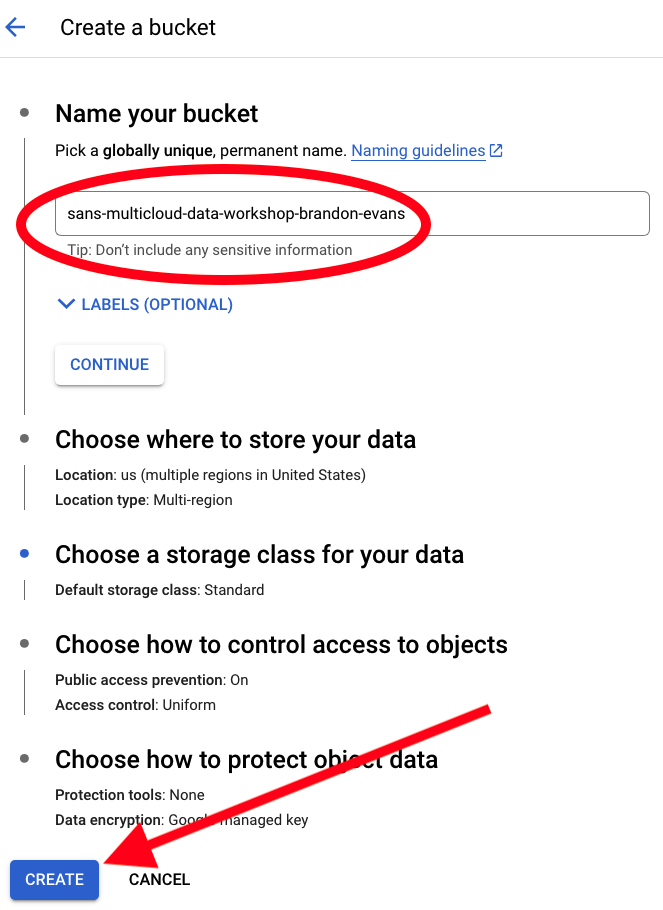 Create a bucket
Name your bucket
Pick a globally unique, permanent name. Naming guidelines
sans-multicloud-data-workshop-brandon-evans
Tip: Don’t include any sensitive information
LABELS (OPTIONAL)
CONTINUE
Choose where to store your data
Location: us (multiple regions in United States)
Location type: Multi-region
Choose a storage class for your data
Default storage class: Standard
Choose how to control access to objects
Public access prevention: On
Access control: Uniform
Choose how to protect object data
Protection tools: None
Data encryption: Google-managed key
CREATE CANCEL